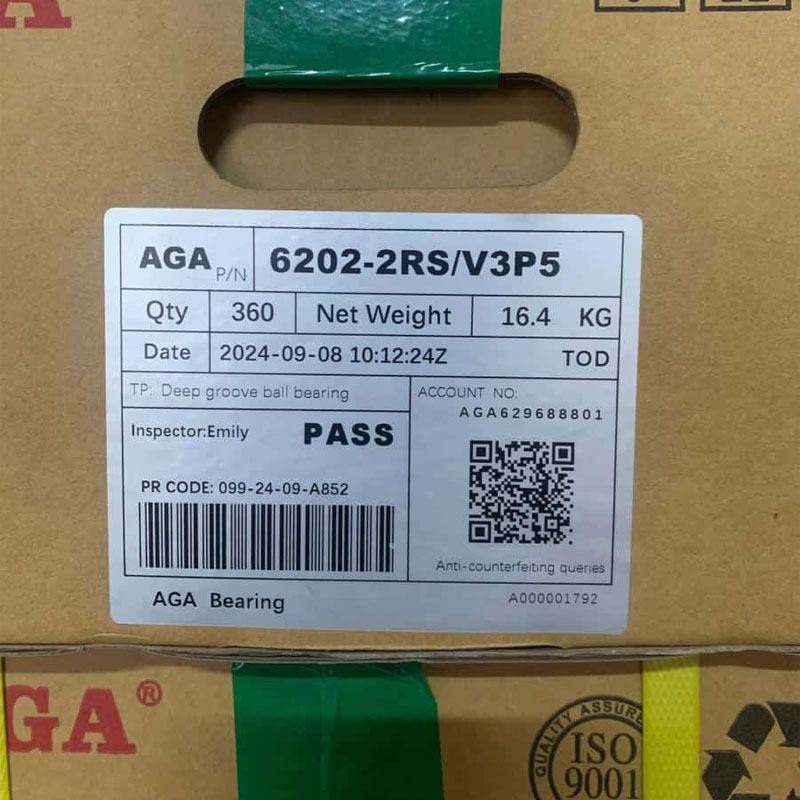 AGA P/N 6202-2RS/V3P5
Qty 360 Net Weight 16.4 KG
Date 2024-09-08 10:12:24Z TOD
TP: Deep groove ball bearing
ACCOUNT NO:
AGA629688801
Inspector:Emily PASS
PR CODE: 099-24-09-A852
Anti-counterfeiting queries
AGA Bearing A000001792
GA®
QUALITY ASSURE
ISO
9001